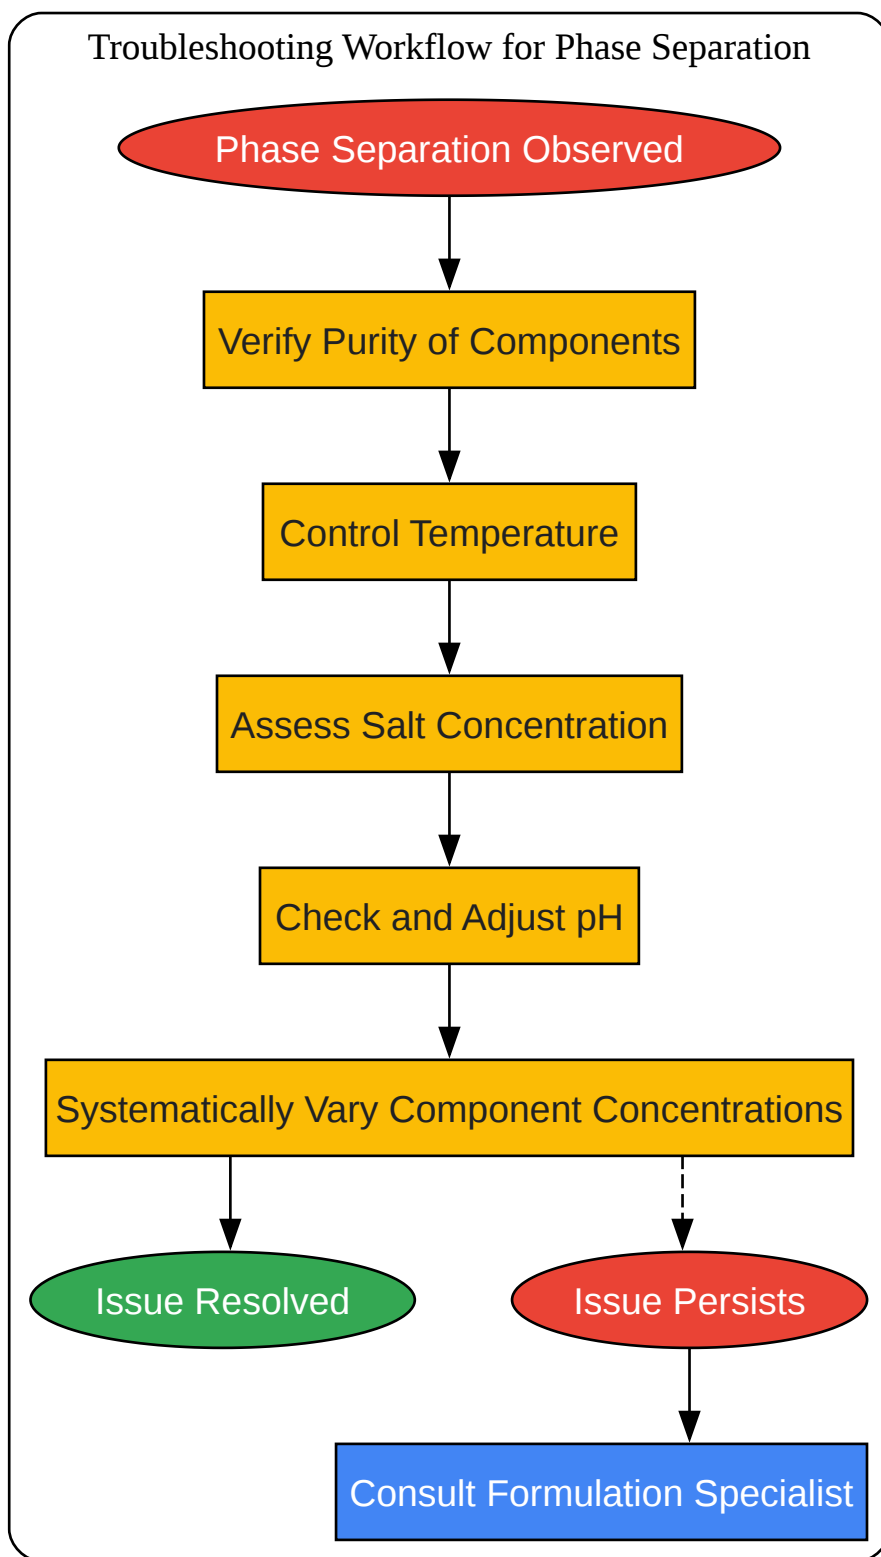 Troubleshooting Workflow for Phase Separation
Phase Separation Observed
Verify Purity of Components
Control Temperature
Assess Salt Concentration
Check and Adjust pH
Systematically Vary Component Concentrations
Issue Resolved
Issue Persists
Consult Formulation Specialist